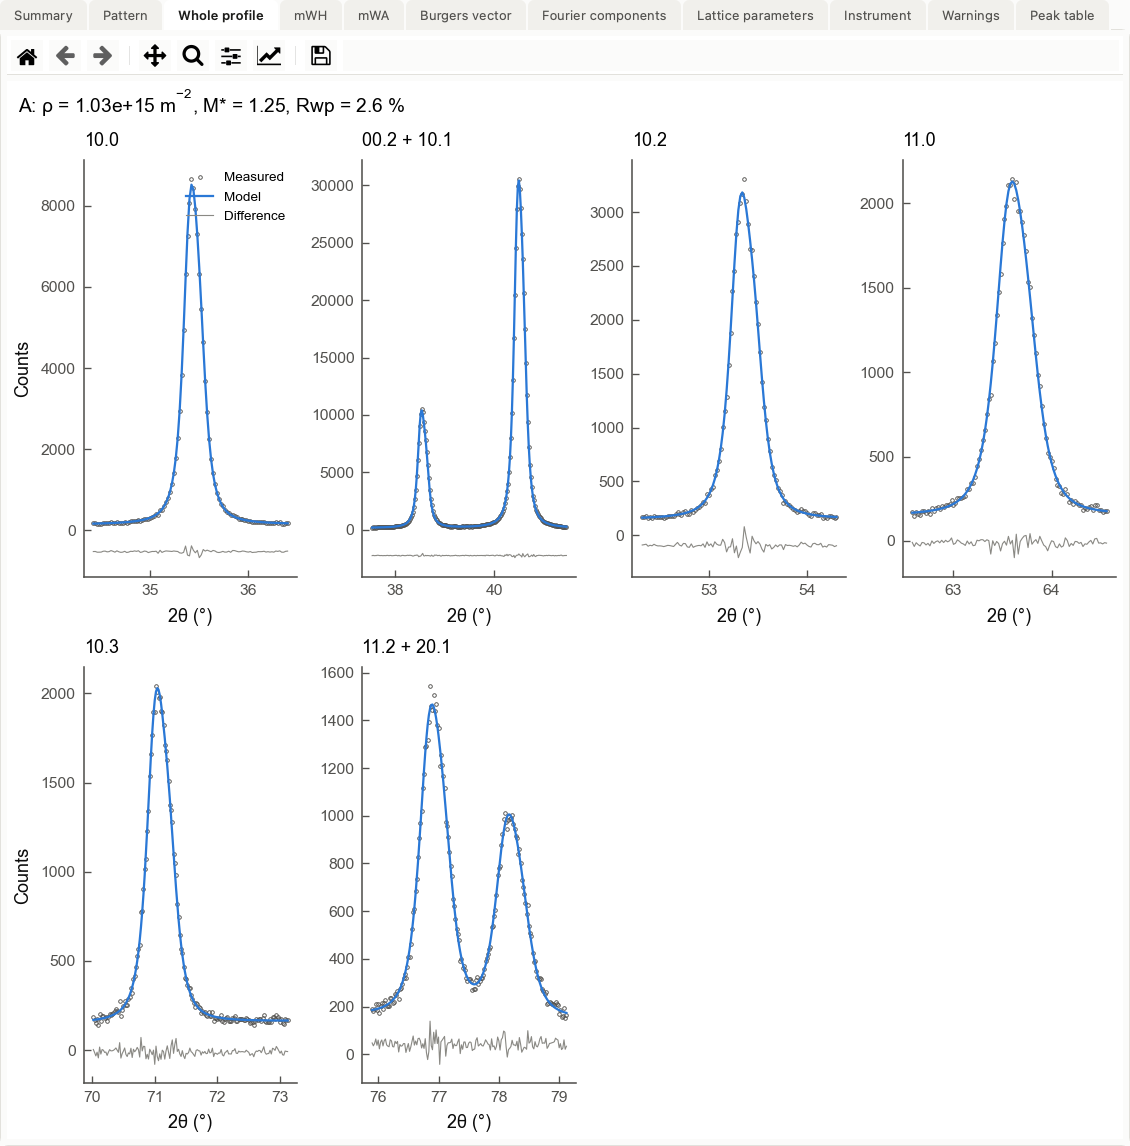 Summary Pattern Whole profile mWH mWA Burgers vector Fourier components Lattice parameters Instrument Warnings Peak table
A: ρ = 1.03e+15 m⁻², M* = 1.25, Rwp = 2.6 %
10.0
Measured
Model
Difference
8000
6000
4000
2000
0
Counts
35 36
2θ (°)
00.2 + 10.1
30000
25000
20000
15000
10000
5000
0
38 40
2θ (°)
10.2
3000
2500
2000
1500
1000
500
0
53 54
2θ (°)
11.0
2000
1500
1000
500
0
63 64
2θ (°)
10.3
2000
1500
1000
500
0
Counts
70 71 72 73
2θ (°)
11.2 + 20.1
1600
1400
1200
1000
800
600
400
200
0
76 77 78 79
2θ (°)